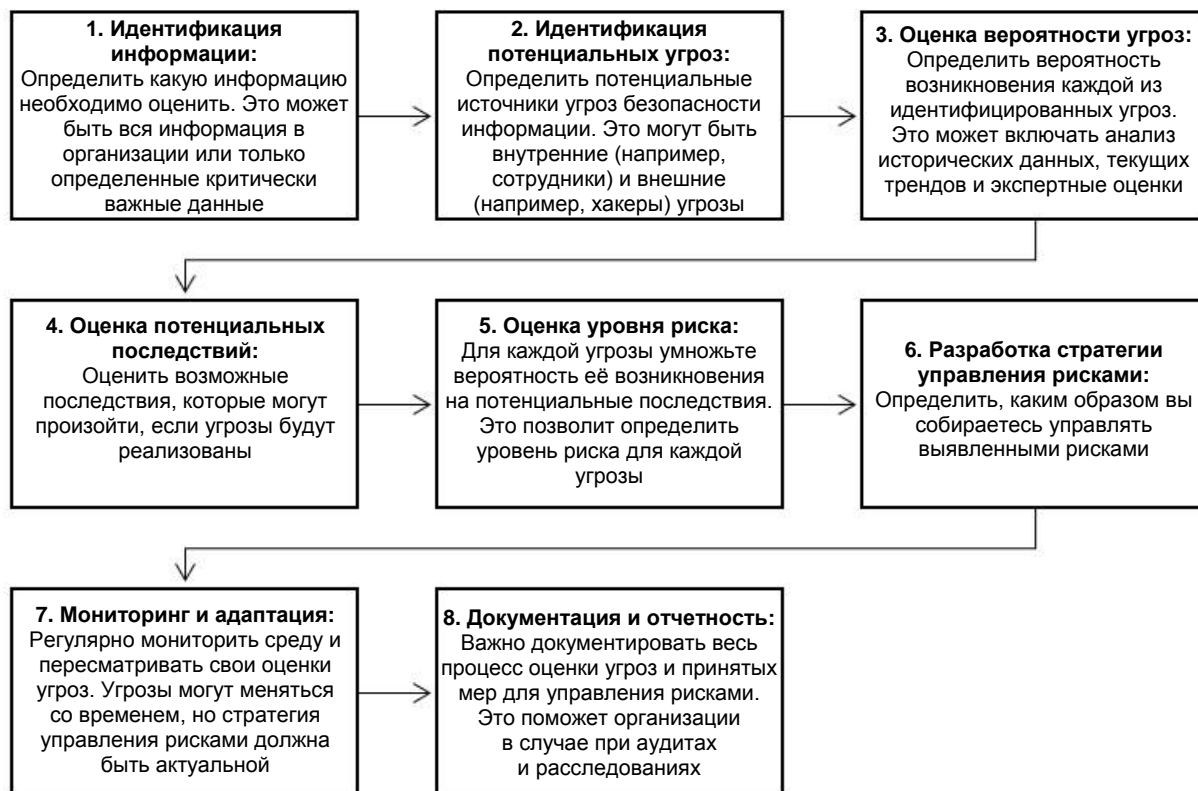 1. Идентификация
информации:
Определить какую информацию
необходимо оценить. Это может
быть вся информация в
организации или только
определенные критически
важные данные
2. Идентификация
потенциальных угроз:
Определить потенциальные
источники угроз безопасности
информации. Это могут быть
внутренние (например,
сотрудники) и внешние
(например, хакеры) угрозы
3. Оценка вероятности угроз:
Определить вероятность
возникновения каждой из
идентифицированных угроз.
Это может включать анализ
исторических данных, текущих
трендов и экспертные оценки
4. Оценка потенциальных
последствий:
Оценить возможные
последствия, которые могут
произойти, если угрозы будут
реализованы
5. Оценка уровня риска:
Для каждой угрозы умножьте
вероятность её возникновения
на потенциальные последствия.
Это позволит определить
уровень риска для каждой
угрозы
6. Разработка стратегии
управления рисками:
Определить, каким образом вы
собираетесь управлять
выявленными рисками
7. Мониторинг и адаптация:
Регулярно мониторить среду и
пересматривать свои оценки
угроз. Угрозы могут меняться
со временем, но стратегия
управления рисками должна
быть актуальной
8. Документация и отчетность:
Важно документировать весь
процесс оценки угроз и принятых
мер для управления рисками.
Это поможет организации
в случае при аудитах
и расследованиях